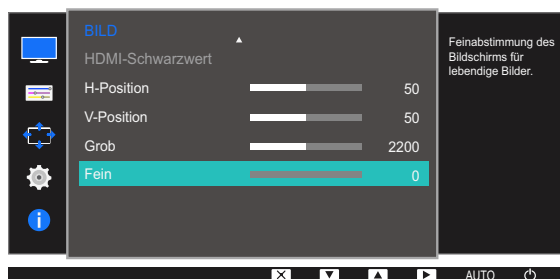 BILD
HDMI-Schwarzwert
H-Position 50
V-Position 50
Grob 2200
Fein 0
Feinabstimmung des
Bildschirms für
lebendige Bilder.
AUTO